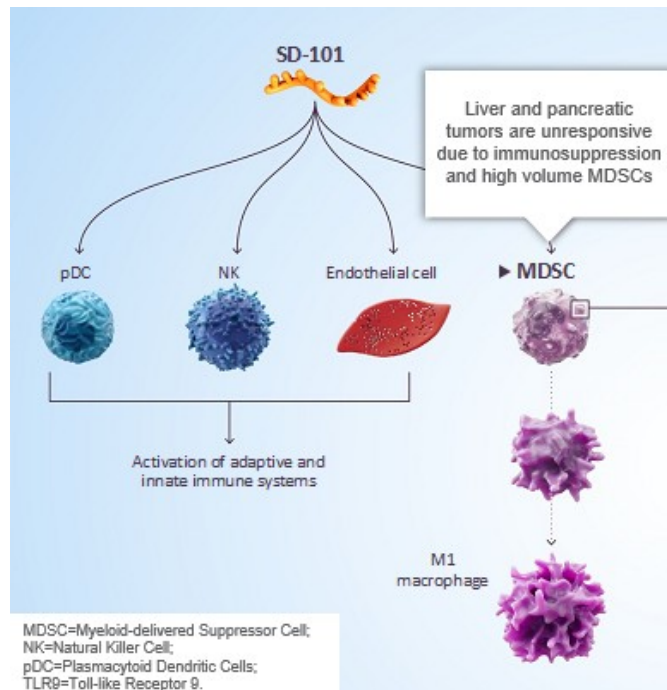 SD-101
Liver and pancreatic
tumors are unresponsive
due to immunosuppression
and high volume MDSCs
pDC
NK
Endothelial cell
▶ MDSC
Activation of adaptive and
innate immune systems
M1
macrophage
MDSC=Myeloid-delivered Suppressor Cell;
NK=Natural Killer Cell;
pDC=Plasmacytoid Dendritic Cells;
TLR9=Toll-like Receptor 9.